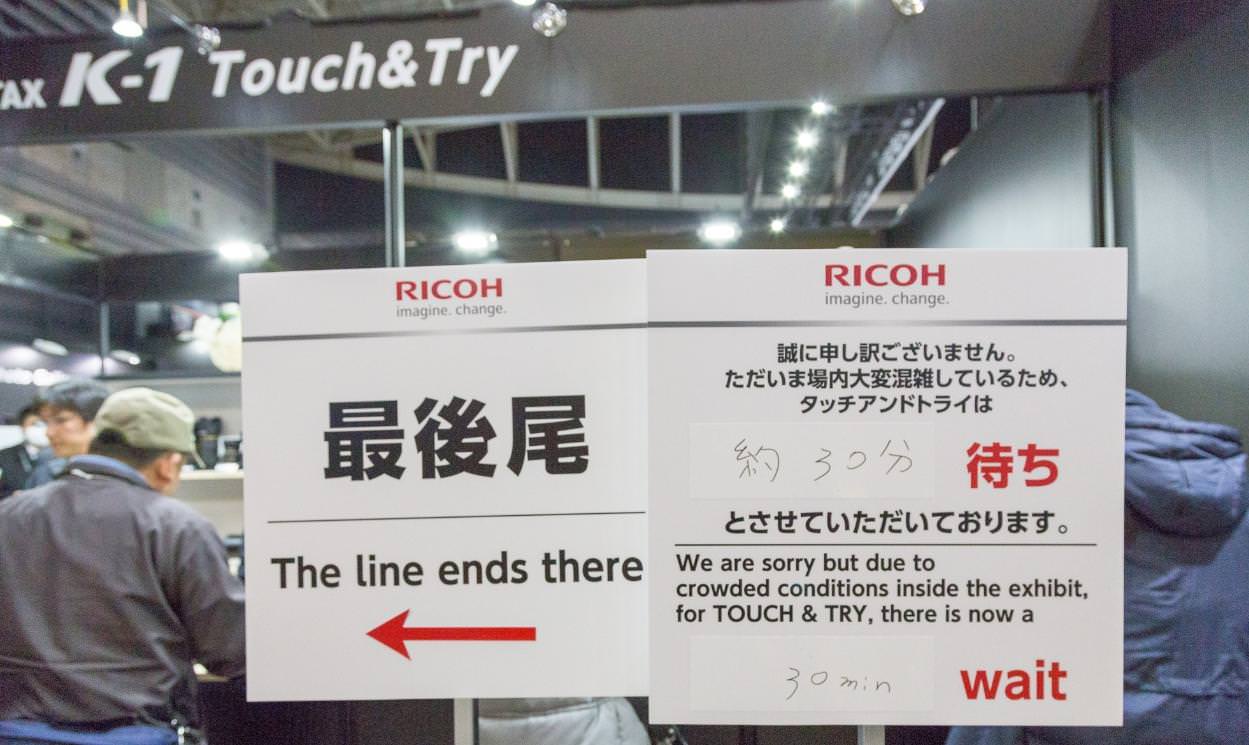 TAX K-1 Touch&Try
RICOH
imagine. change.
最後尾
The line ends there
RICOH
imagine. change.
誠に申し訳ございません。
ただいま場内大変混雑しているため、
タッチアンドトライは
約30分 待ち
とさせていただいております。
We are sorry but due to
crowded conditions inside the exhibit,
for TOUCH & TRY, there is now a
30min wait